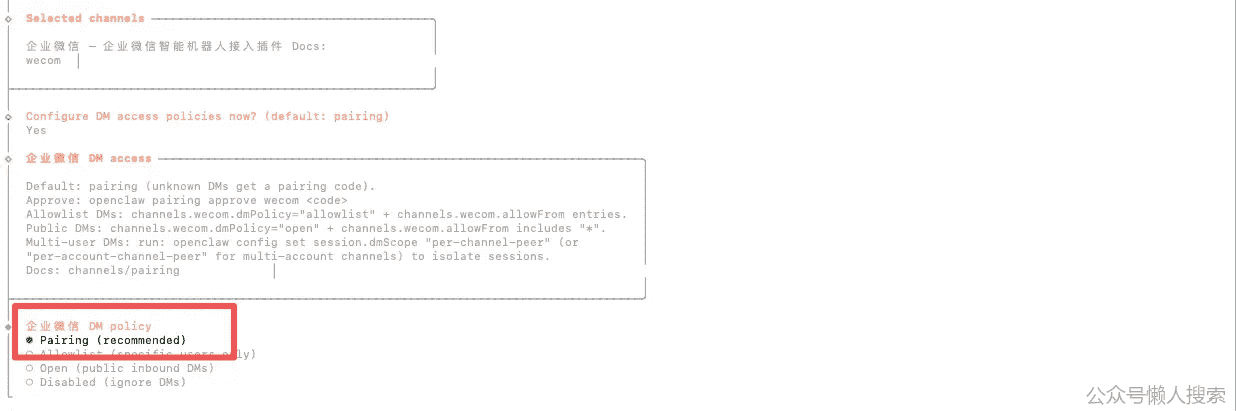 Selected channels
企业微信 — 企业微信智能机器人接入插件 Docs:
wecom
Configure DM access policies now? (default: pairing)
Yes
企业微信 DM access
Default: pairing (unknown DMs get a pairing code).
Approve: openclaw pairing approve wecom <code>
Allowlist DMs: channels.wecom.dmPolicy="allowlist" + channels.wecom.allowFrom entries.
Public DMs: channels.wecom.dmPolicy="open" + channels.wecom.allowFrom includes "*".
Multi-user DMs: run: openclaw config set session.dmScope "per-channel-peer" (or
"per-account-channel-peer" for multi-account channels) to isolate sessions.
Docs: channels/pairing
企业微信 DM policy
Pairing (recommended)
Allowlist (specific users only)
Open (public inbound DMs)
Disabled (ignore DMs)
公众号懒人搜索